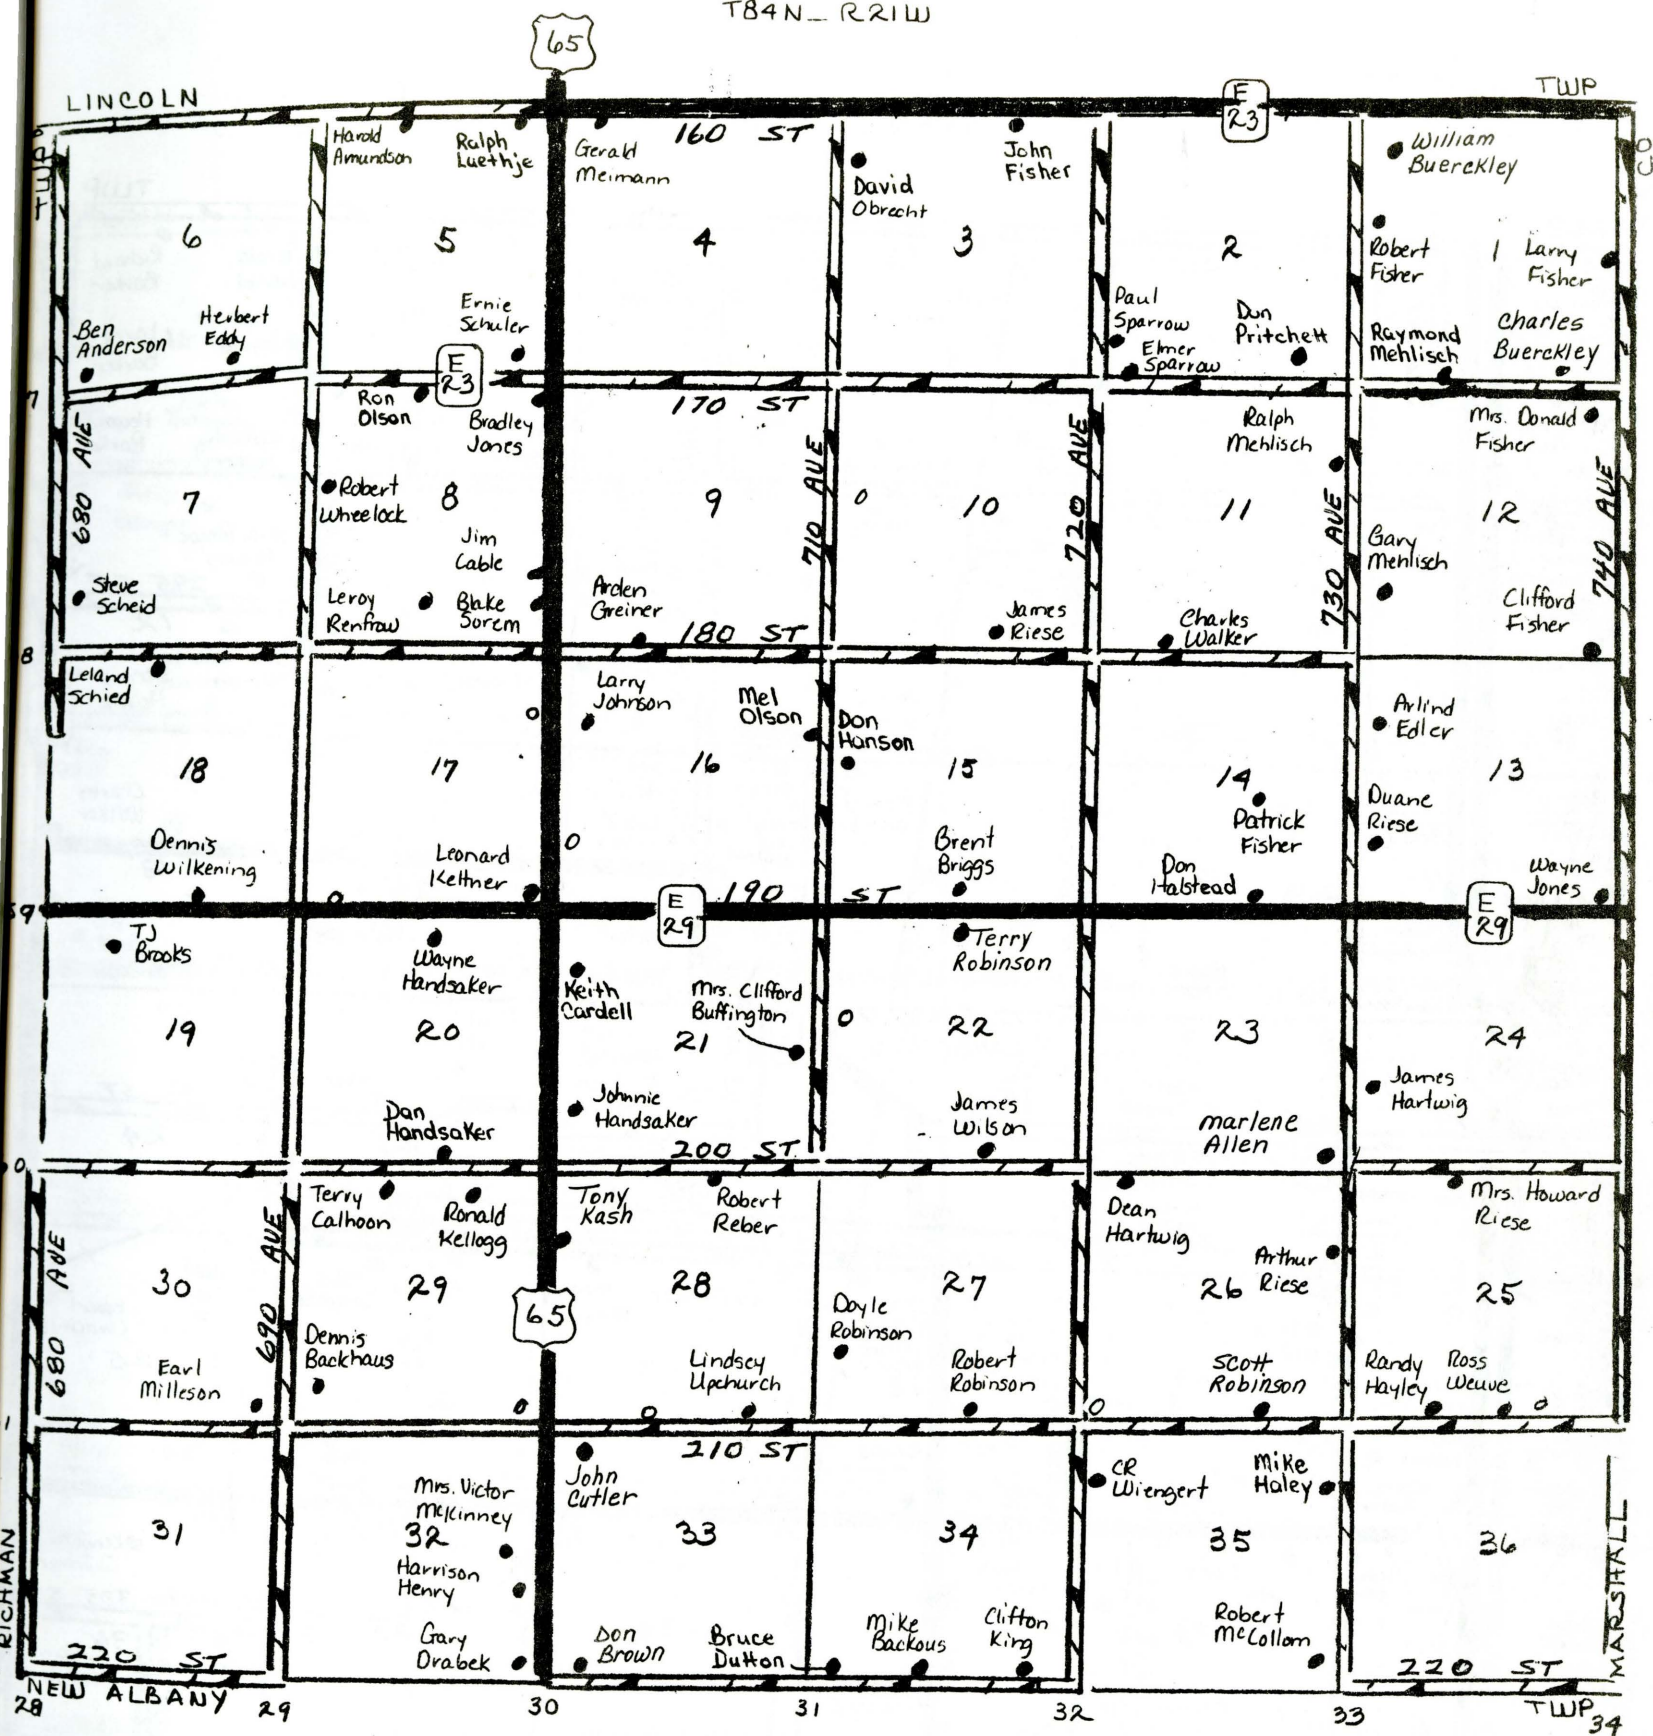 T84N_ R21W
65
LINCOLN
E
23
TWP
TWP
CO
160 ST
Harold
Amundson
Ralph
Luethje
Gerald
Meimann
David
Obrecht
John
Fisher
William
Buerckley
6
5
4
3
2
1
Robert
Fisher
Larry
Fisher
Ben
Anderson
Herbert
Eddy
Ernie
Schuler
Paul
Sparrow
Elmer
Sparrow
Don
Pritchett
Raymond
Mehlisch
Charles
Buerckley
E
23
7
Ron
Olson
Bradley
Jones
170 ST
Ralph
Mehlisch
Mrs. Donald
Fisher
680 AVE
710 AVE
720 AVE
730 AVE
740 AVE
7
Robert
Wheelock
8
9
10
11
12
Jim
Cable
Gary
Mehlisch
Steve
Scheid
Leroy
Renfrow
Blake
Sorem
Arden
Greiner
James
Riese
Charles
Walker
Clifford
Fisher
180 ST
8
Leland
Schied
Larry
Johnson
Mel
Olson
Don
Hanson
Arlind
Edler
18
17
16
15
14
13
Patrick
Fisher
Duane
Riese
Dennis
Wilkening
Leonard
Keltner
Brent
Briggs
Don
Halstead
Wayne
Jones
190 ST
9
E
29
E
29
TJ
Brooks
Wayne
Handsaker
Keith
Cardell
Mrs. Clifford
Buffington
Terry
Robinson
19
20
21
22
23
24
Dan
Handsaker
Johnnie
Handsaker
James
Wilson
Marlene
Allen
James
Hartwig
200 ST
0
Terry
Calhoon
Ronald
Kellogg
Tony
Kash
Robert
Reber
Dean
Hartwig
Arthur
Riese
Mrs. Howard
Riese
680 AVE
690 AVE
30
29
65
28
27
26
25
Earl
Milleson
Dennis
Backhaus
Lindsey
Upchurch
Doyle
Robinson
Robert
Robinson
Scott
Robinson
Randy
Hayley
Ross
Weuve
1
210 ST
John
Cutler
CR
Wiengert
Mike
Haley
31
Mrs. Victor
McKinney
32
33
34
35
36
Harrison
Henry
Gary
Drabek
Don
Brown
Bruce
Dutton
Mike
Backous
Clifton
King
Robert
McCollom
RICHMAN
MARSHALL
220 ST
220 ST
NEW ALBANY
TWP
28
29
30
31
32
33
34